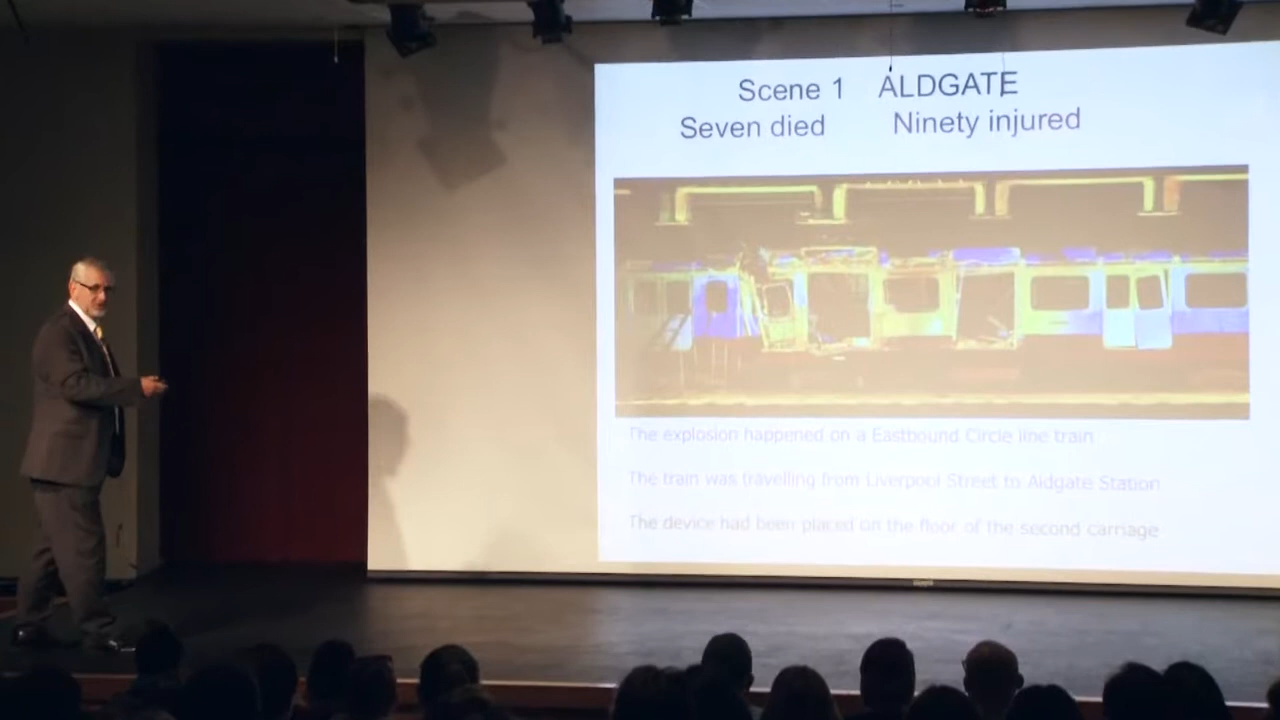 Scene 1 ALDGATE
Seven died Ninety injured
The explosion happened on a Eastbound Circle line train
The train was travelling from Liverpool Street to Aldgate Station
The device had been placed on the floor of the second carriage